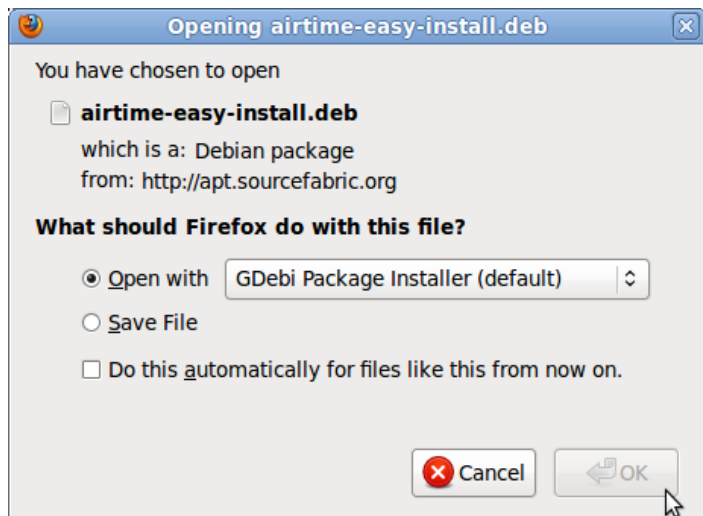 Opening airtime-easy-install.deb
You have chosen to open
airtime-easy-install.deb
which is a: Debian package
from: http://apt.sourcefabric.org
What should Firefox do with this file?
Open with GDebi Package Installer (default)
Save File
Do this automatically for files like this from now on.
Cancel OK